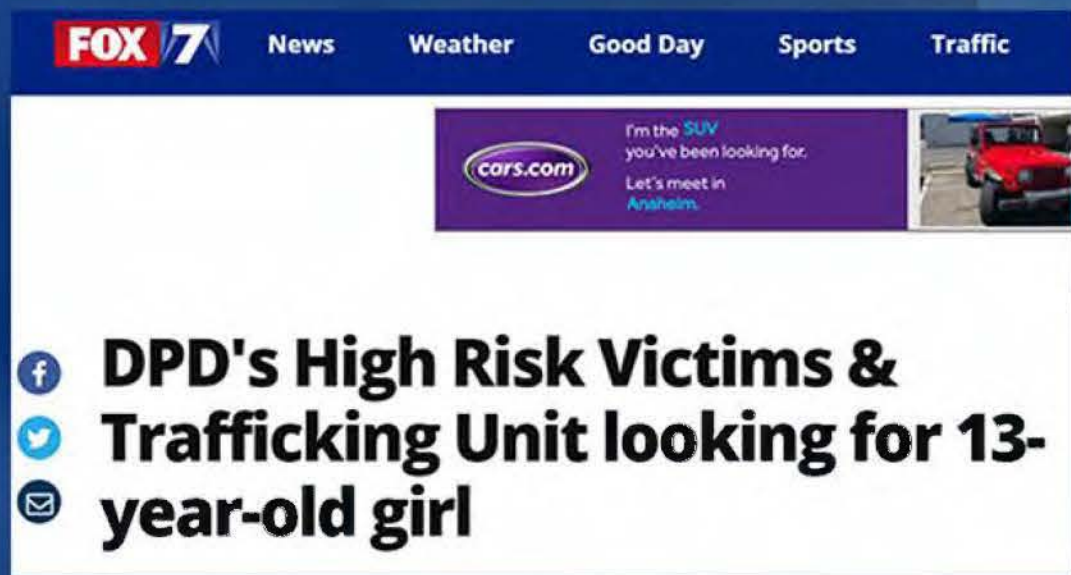 FOX 7 News Weather Good Day Sports Traffic
cars.com
I'm the SUV
you've been looking for.
Let's meet in
Anaheim.
DPD's High Risk Victims &
Trafficking Unit looking for 13-
year-old girl